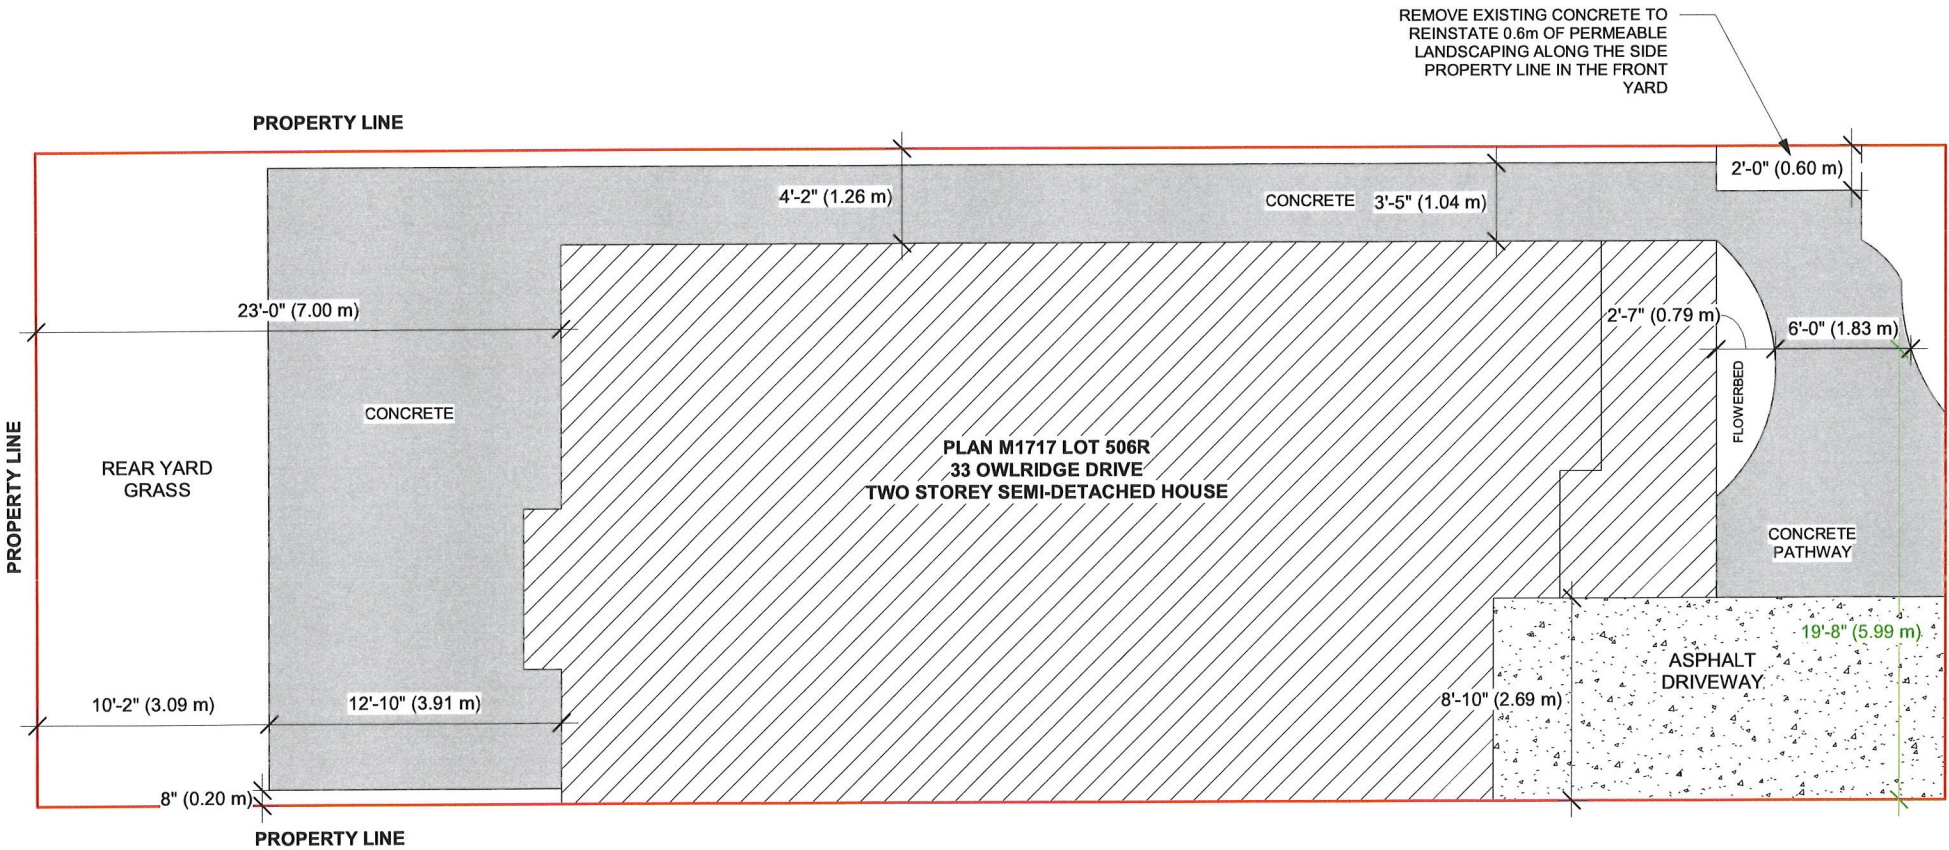 REMOVE EXISTING CONCRETE TO
REINSTATE 0.6m OF PERMEABLE
LANDSCAPING ALONG THE SIDE
PROPERTY LINE IN THE FRONT
YARD
PROPERTY LINE
2'-0" (0.60 m)
4'-2" (1.26 m)
CONCRETE
3'-5" (1.04 m)
23'-0" (7.00 m)
2'-7" (0.79 m)
6'-0" (1.83 m)
FLOWERBED
CONCRETE
PROPERTY LINE
REAR YARD
GRASS
PLAN M1717 LOT 506R
33 OWLRIDGE DRIVE
TWO STOREY SEMI-DETACHED HOUSE
CONCRETE
PATHWAY
19'-8" (5.99 m)
ASPHALT
DRIVEWAY
8'-10" (2.69 m)
10'-2" (3.09 m)
12'-10" (3.91 m)
8" (0.20 m)
PROPERTY LINE